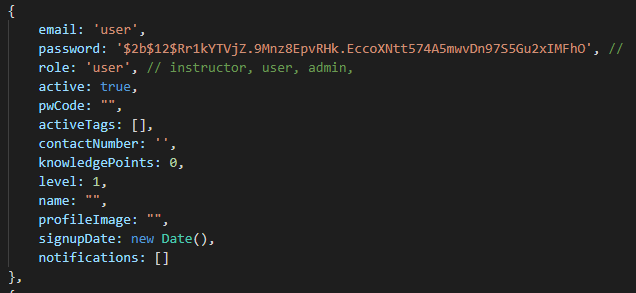 {
email: 'user',
password: '$2b$12$Rr1kYTVjZ.9Mnz8EpvRHk.EccoXNtt574A5mwvDn97S5Gu2xIMFhO', //
role: 'user', // instructor, user, admin,
active: true,
pwCode: "",
activeTags: [],
contactNumber: '',
knowledgePoints: 0,
level: 1,
name: "",
profileImage: "",
signupDate: new Date(),
notifications: []
},